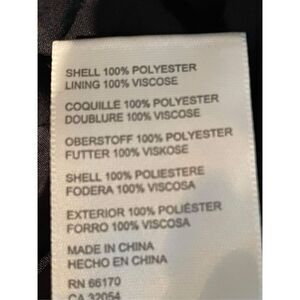 SHELL 100% POLYESTER
LINING 100% VISCOSE
COQUILLE 100% POLYESTER
DOUBLURE 100% VISCOSE
OBERSTOFF 100% POLYESTER
FUTTER 100% VISKOSE
SHELL 100% POLIESTERE
FODERA 100% VISCOSA
EXTERIOR 100% POLIÉSTER
FORRO 100% VISCOSA
MADE IN CHINA
HECHO EN CHINA
RN 66170
CA 32054